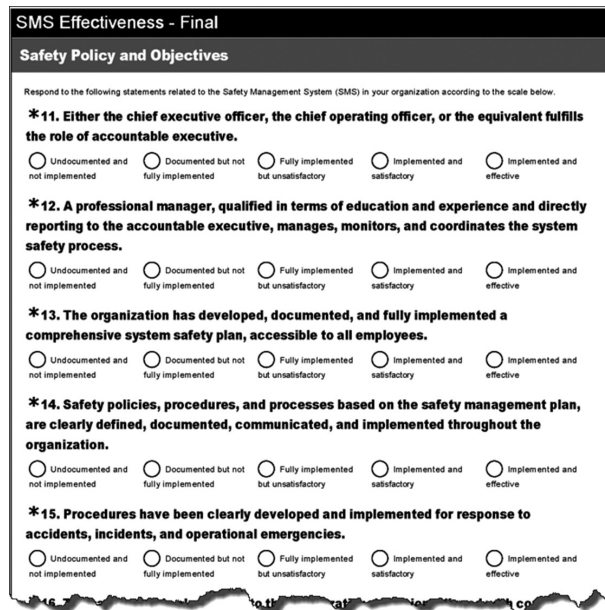 SMS Effectiveness - Final
Safety Policy and Objectives
Respond to the following statements related to the Safety Management System (SMS) in your organization according to the scale below.
*11. Either the chief executive officer, the chief operating officer, or the equivalent fulfills
the role of accountable executive.
Undocumented and Documented but not Fully implemented Implemented and Implemented and
not implemented fully implemented but unsatisfactory satisfactory effective
*12. A professional manager, qualified in terms of education and experience and directly
reporting to the accountable executive, manages, monitors, and coordinates the system
safety process.
Undocumented and Documented but not Fully implemented Implemented and Implemented and
not implemented fully implemented but unsatisfactory satisfactory effective
*13. The organization has developed, documented, and fully implemented a
comprehensive system safety plan, accessible to all employees.
Undocumented and Documented but not Fully implemented Implemented and Implemented and
not implemented fully implemented but unsatisfactory satisfactory effective
*14. Safety policies, procedures, and processes based on the safety management plan,
are clearly defined, documented, communicated, and implemented throughout the
organization.
Undocumented and Documented but not Fully implemented Implemented and Implemented and
not implemented fully implemented but unsatisfactory satisfactory effective
*15. Procedures have been clearly developed and implemented for response to
accidents, incidents, and operational emergencies.
Undocumented and Documented but not Fully implemented Implemented and Implemented and
not implemented fully implemented but unsatisfactory satisfactory effective